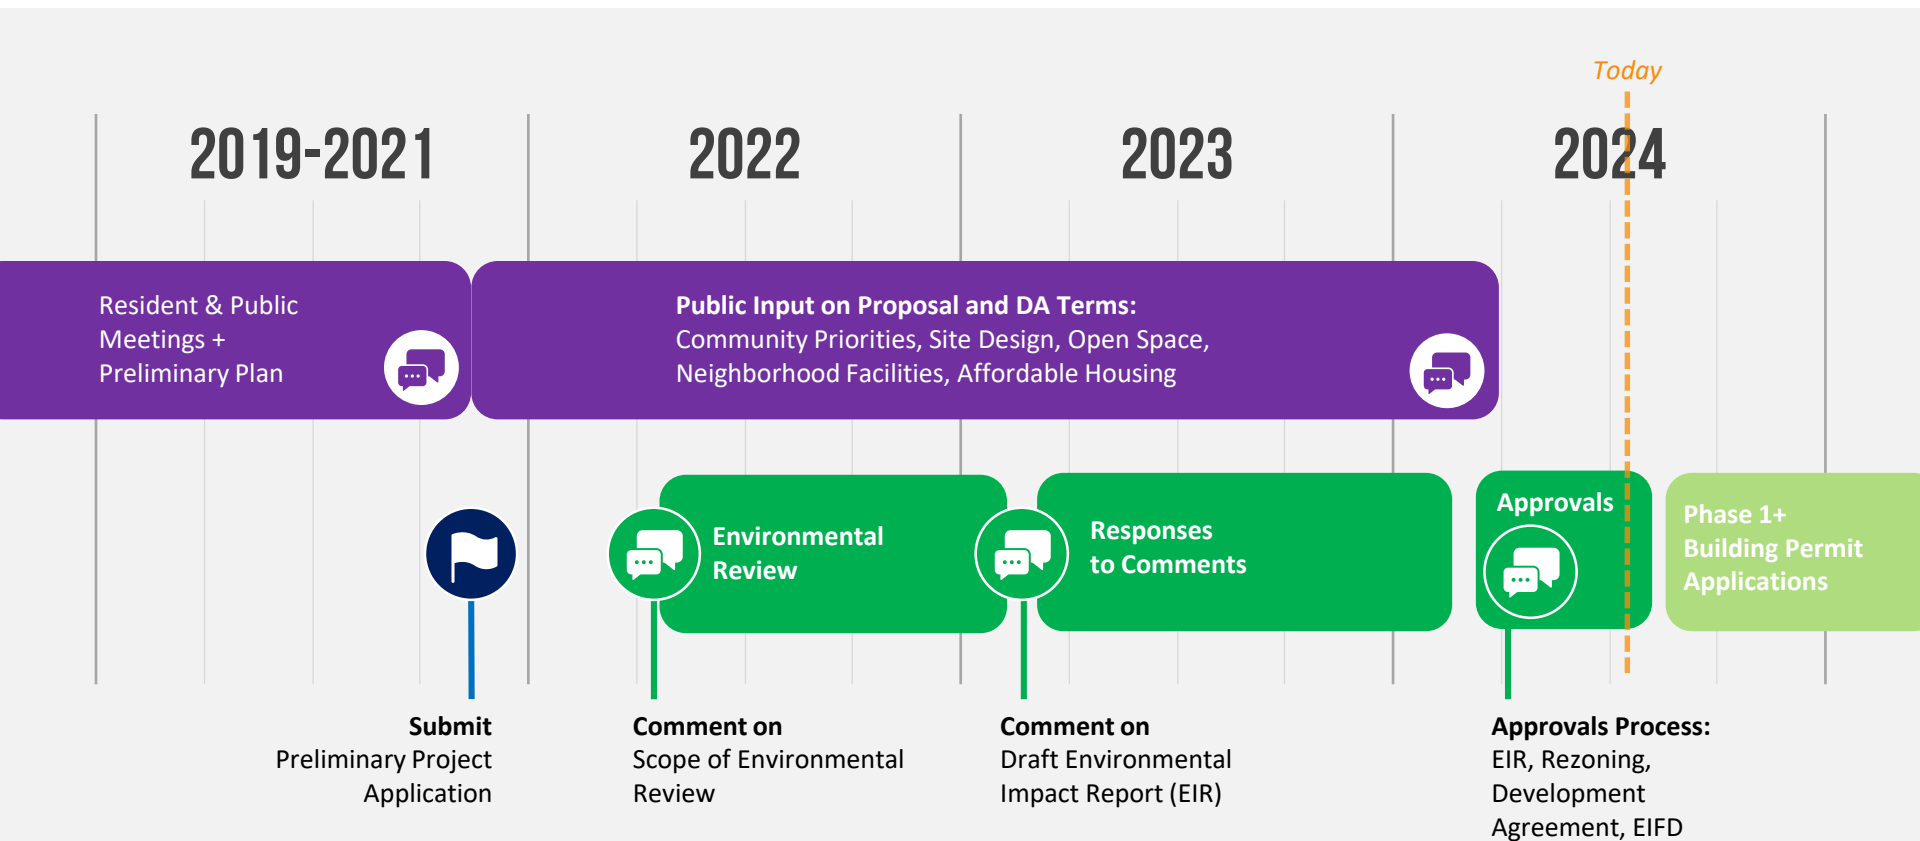 Today
2019-2021
2022
2023
2024
Resident & Public
Meetings +
Preliminary Plan
Public Input on Proposal and DA Terms:
Community Priorities, Site Design, Open Space,
Neighborhood Facilities, Affordable Housing
Environmental
Review
Responses
to Comments
Approvals
Phase 1+
Building Permit
Applications
Submit
Preliminary Project
Application
Comment on
Scope of Environmental
Review
Comment on
Draft Environmental
Impact Report (EIR)
Approvals Process:
EIR, Rezoning,
Development
Agreement, EIFD